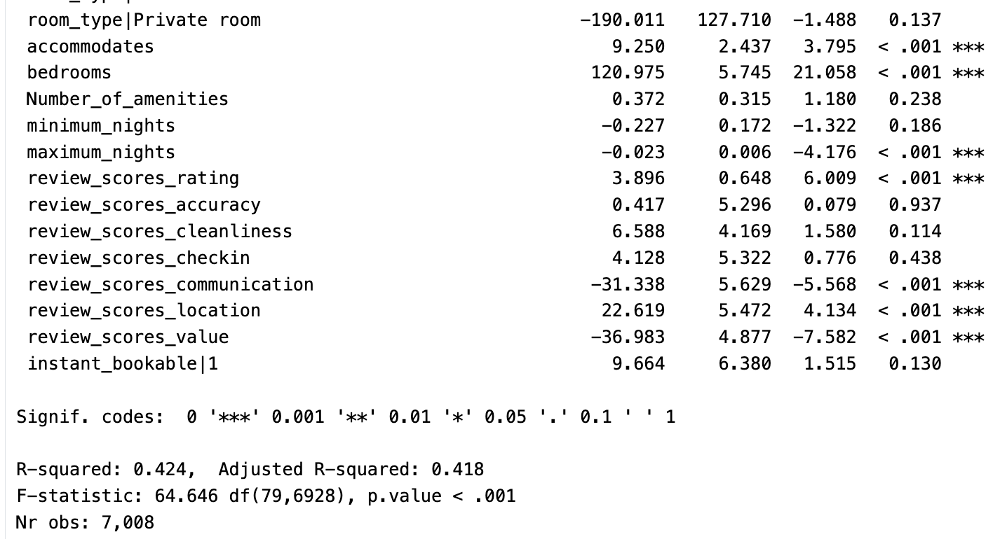 room_type|Private room -190.011 127.710 -1.488 0.137
accommodates 9.250 2.437 3.795 < .001 ***
bedrooms 120.975 5.745 21.058 < .001 ***
Number_of_amenities 0.372 0.315 1.180 0.238
minimum_nights -0.227 0.172 -1.322 0.186
maximum_nights -0.023 0.006 -4.176 < .001 ***
review_scores_rating 3.896 0.648 6.009 < .001 ***
review_scores_accuracy 0.417 5.296 0.079 0.937
review_scores_cleanliness 6.588 4.169 1.580 0.114
review_scores_checkin 4.128 5.322 0.776 0.438
review_scores_communication -31.338 5.629 -5.568 < .001 ***
review_scores_location 22.619 5.472 4.134 < .001 ***
review_scores_value -36.983 4.877 -7.582 < .001 ***
instant_bookable|1 9.664 6.380 1.515 0.130
Signif. codes: 0 '***' 0.001 '**' 0.01 '*' 0.05 '.' 0.1 ' ' 1
R-squared: 0.424, Adjusted R-squared: 0.418
F-statistic: 64.646 df(79,6928), p.value < .001
Nr obs: 7,008